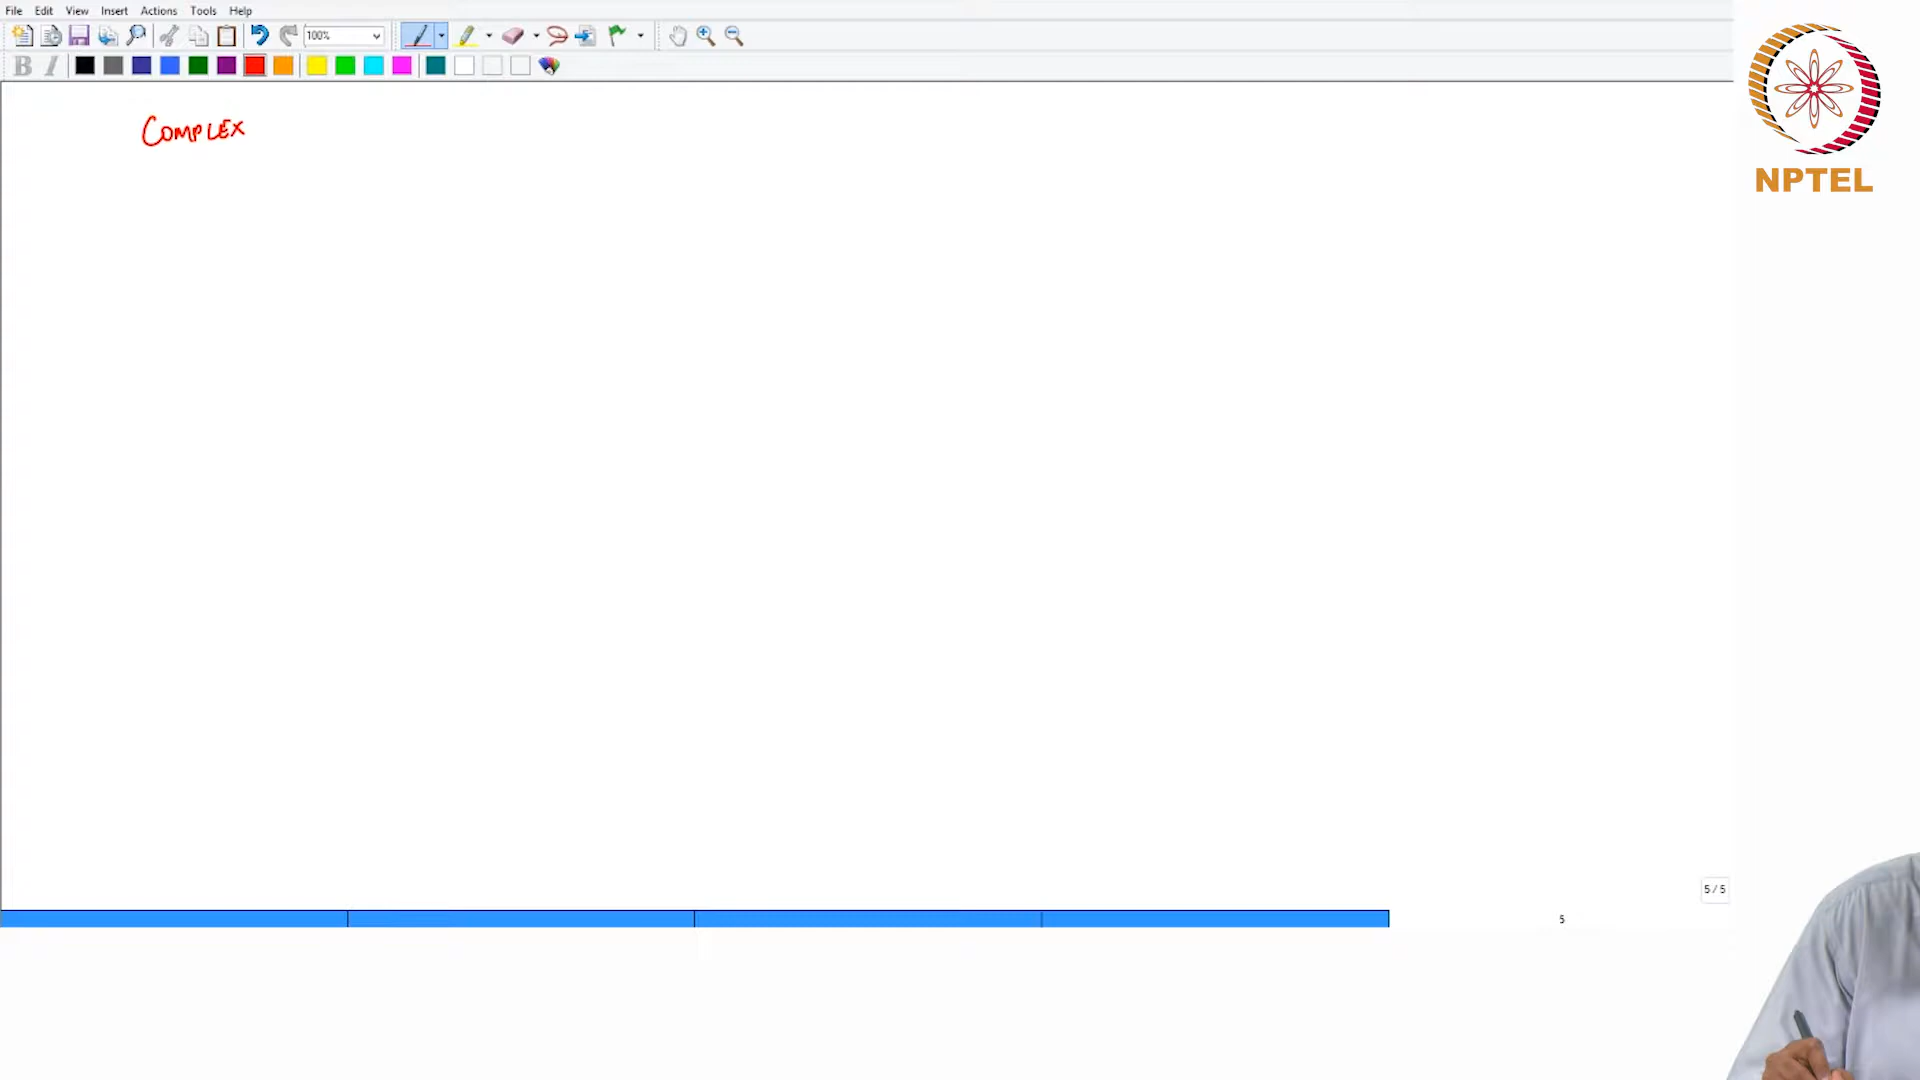 File Edit View Insert Actions Tools Help
100%
B I
COMPLEX
NPTEL
5 / 5
5